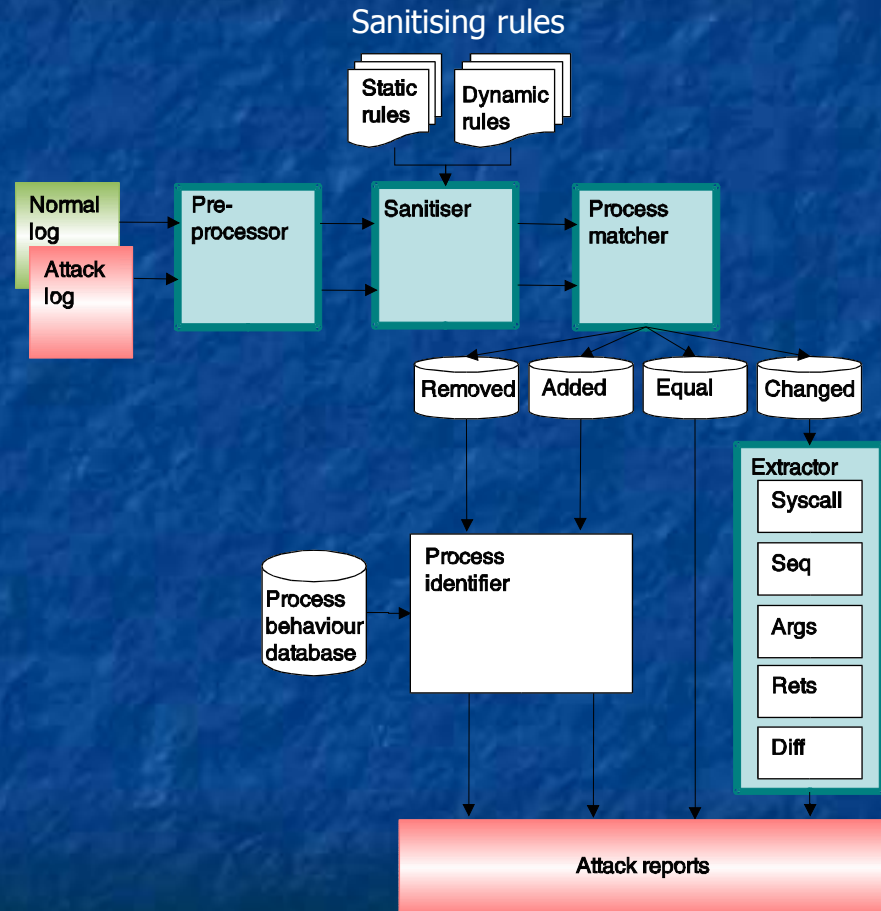 Sanitising rules
Static
rules
Dynamic
rules
Normal
log
Attack
log
Pre-
processor
Sanitiser
Process
matcher
Removed
Added
Equal
Changed
Extractor
Syscall
Seq
Args
Rets
Diff
Process
identifier
Process
behaviour
database
Attack reports